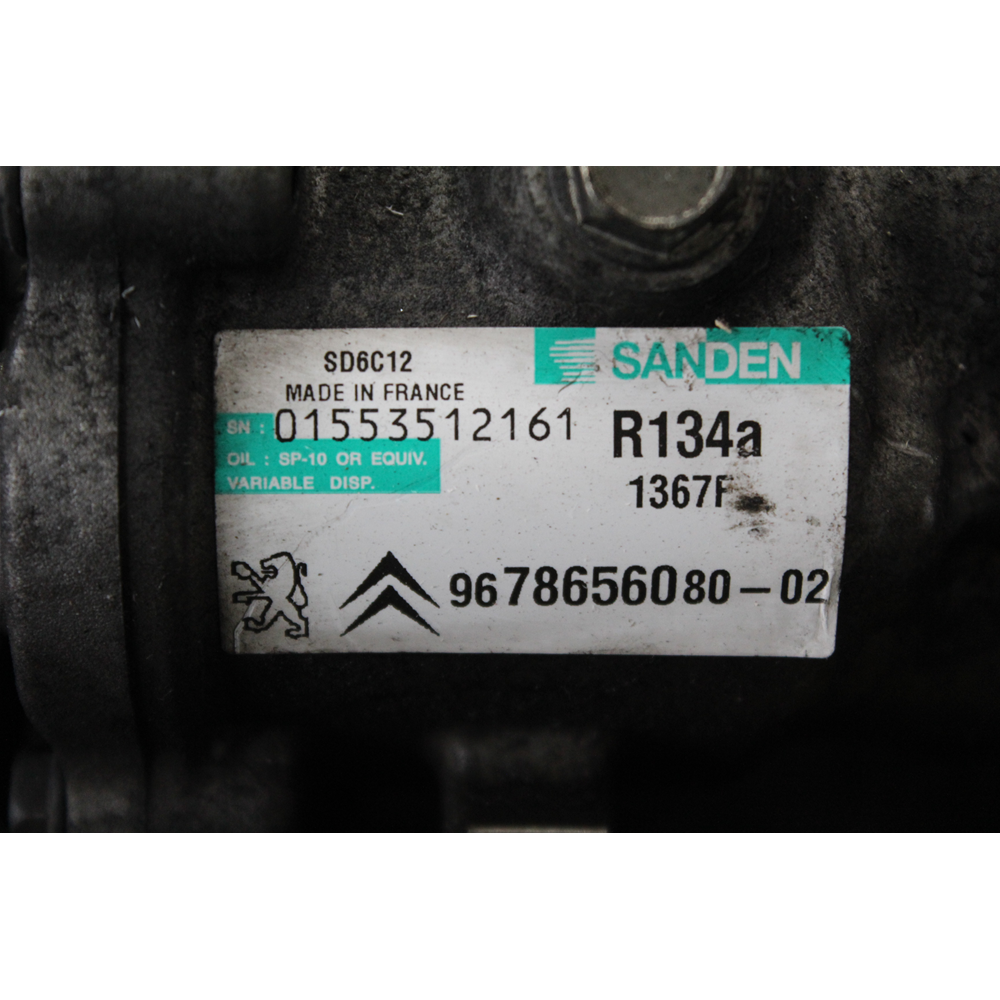 SD6C12
SANDEN
MADE IN FRANCE
SN : 01553512161
R134a
OIL : SP-10 OR EQUIV.
VARIABLE DISP.
1367F
9678656080-02